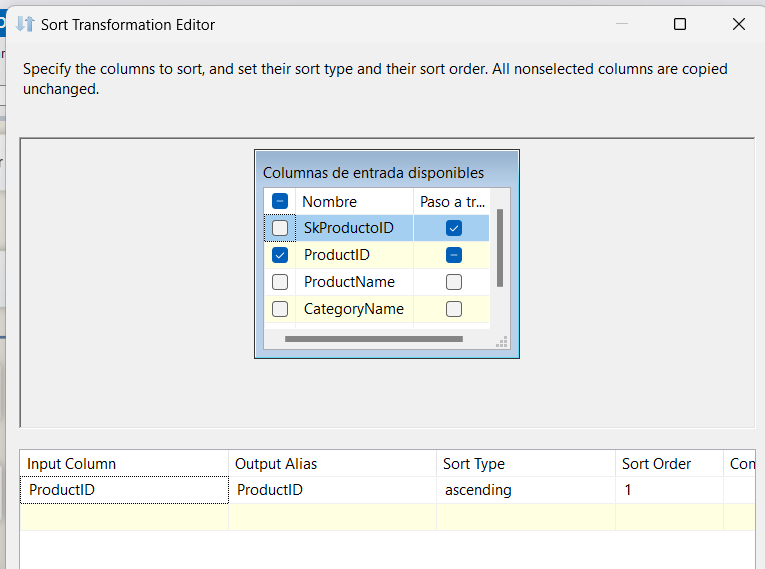 Sort Transformation Editor
Specify the columns to sort, and set their sort type and their sort order. All nonselected columns are copied
unchanged.
Columnas de entrada disponibles
Nombre Paso a tr...
SkProductoID
ProductID
ProductName
CategoryName
Input Column Output Alias Sort Type Sort Order
ProductID ProductID ascending 1